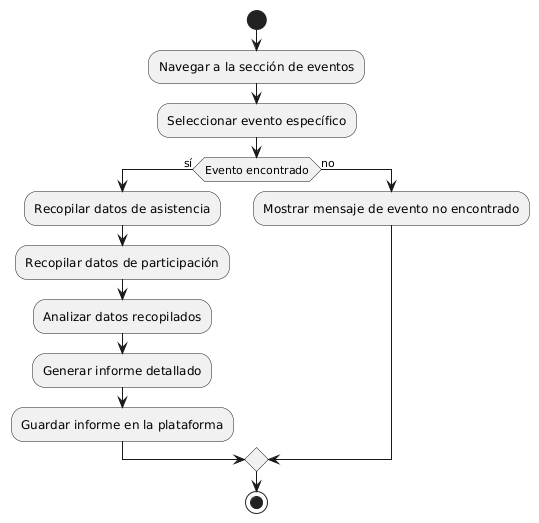 Navegar a la sección de eventos
Seleccionar evento específico
sí
Evento encontrado
no
Recopilar datos de asistencia
Mostrar mensaje de evento no encontrado
Recopilar datos de participación
Analizar datos recopilados
Generar informe detallado
Guardar informe en la plataforma